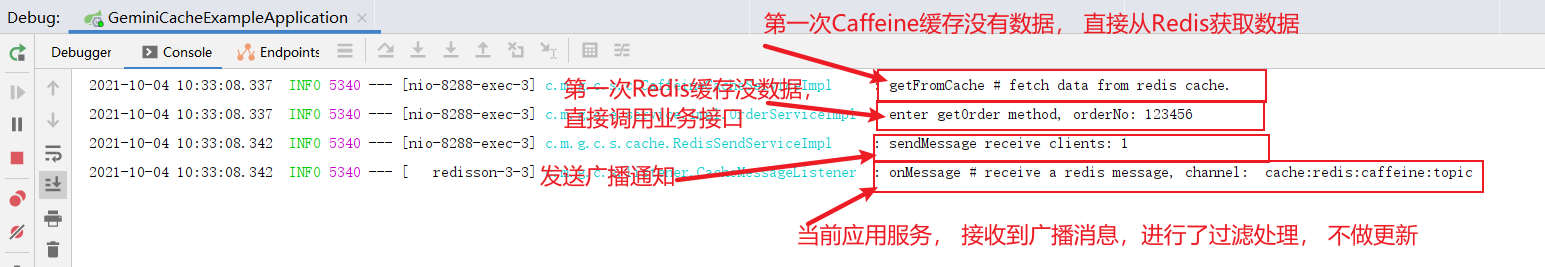 Debug: GeminiCacheExampleApplication ×
第一次Caffeine缓存没有数据， 直接从Redis获取数据
Debugger Console Endpoints
2021-10-04 10:33:08.337 INFO 5340 --- [nio-8288-exec-3] : getFromCache # fetch data from redis cache.
第一次Redis缓存没数据，
2021-10-04 10:33:08.337 INFO 5340 --- [nio-8288-exec-3] : enter getOrder method, orderNo: 123456
直接调用业务接口
2021-10-04 10:33:08.342 INFO 5340 --- [nio-8288-exec-3] c.m.g.c.s.cache.RedisSendServiceImpl : sendMessage receive clients: 1
2021-10-04 10:33:08.342 INFO 5340 --- [ redisson-3-3] : onMessage # receive a redis message, channel: cache:redis:caffeine:topic
发送广播通知
当前应用服务， 接收到广播消息，进行了过滤处理， 不做更新